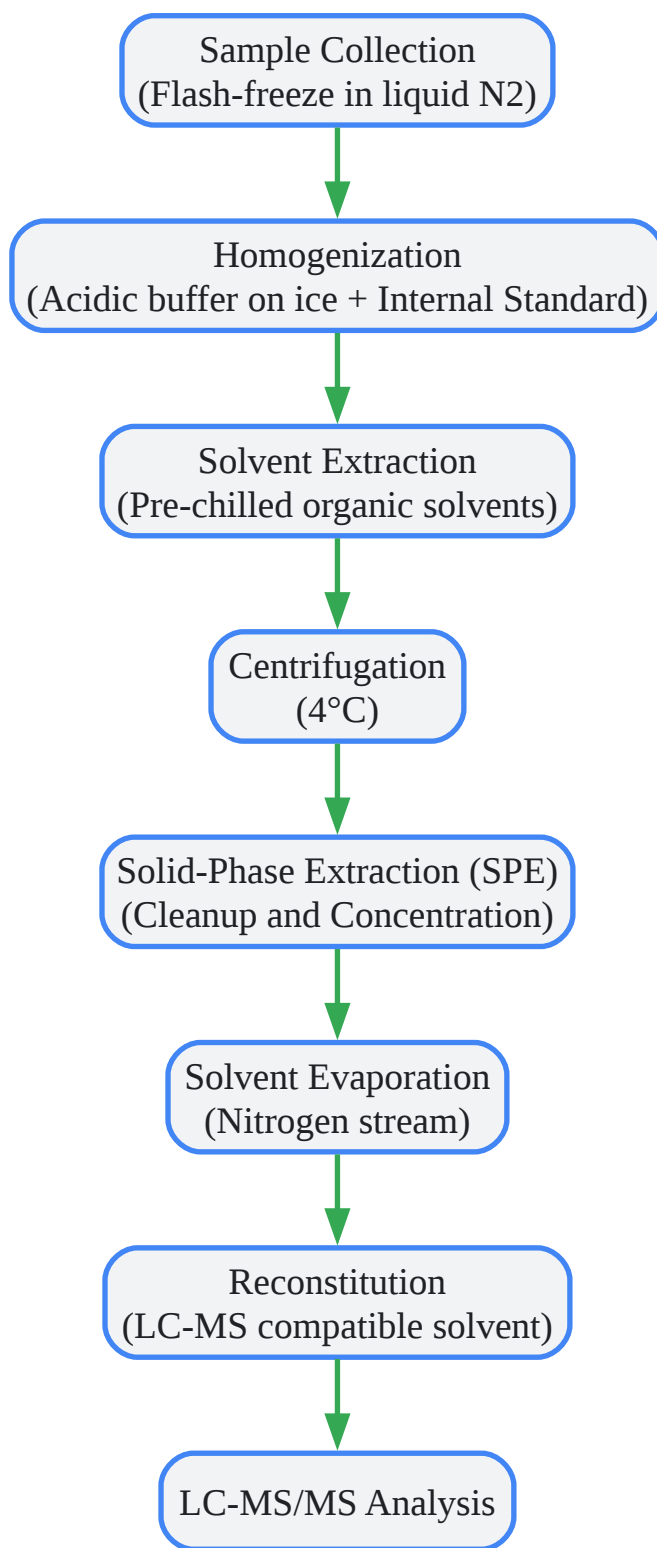 Sample Collection
(Flash-freeze in liquid N2)
Homogenization
(Acidic buffer on ice + Internal Standard)
Solvent Extraction
(Pre-chilled organic solvents)
Centrifugation
(4°C)
Solid-Phase Extraction (SPE)
(Cleanup and Concentration)
Solvent Evaporation
(Nitrogen stream)
Reconstitution
(LC-MS compatible solvent)
LC-MS/MS Analysis